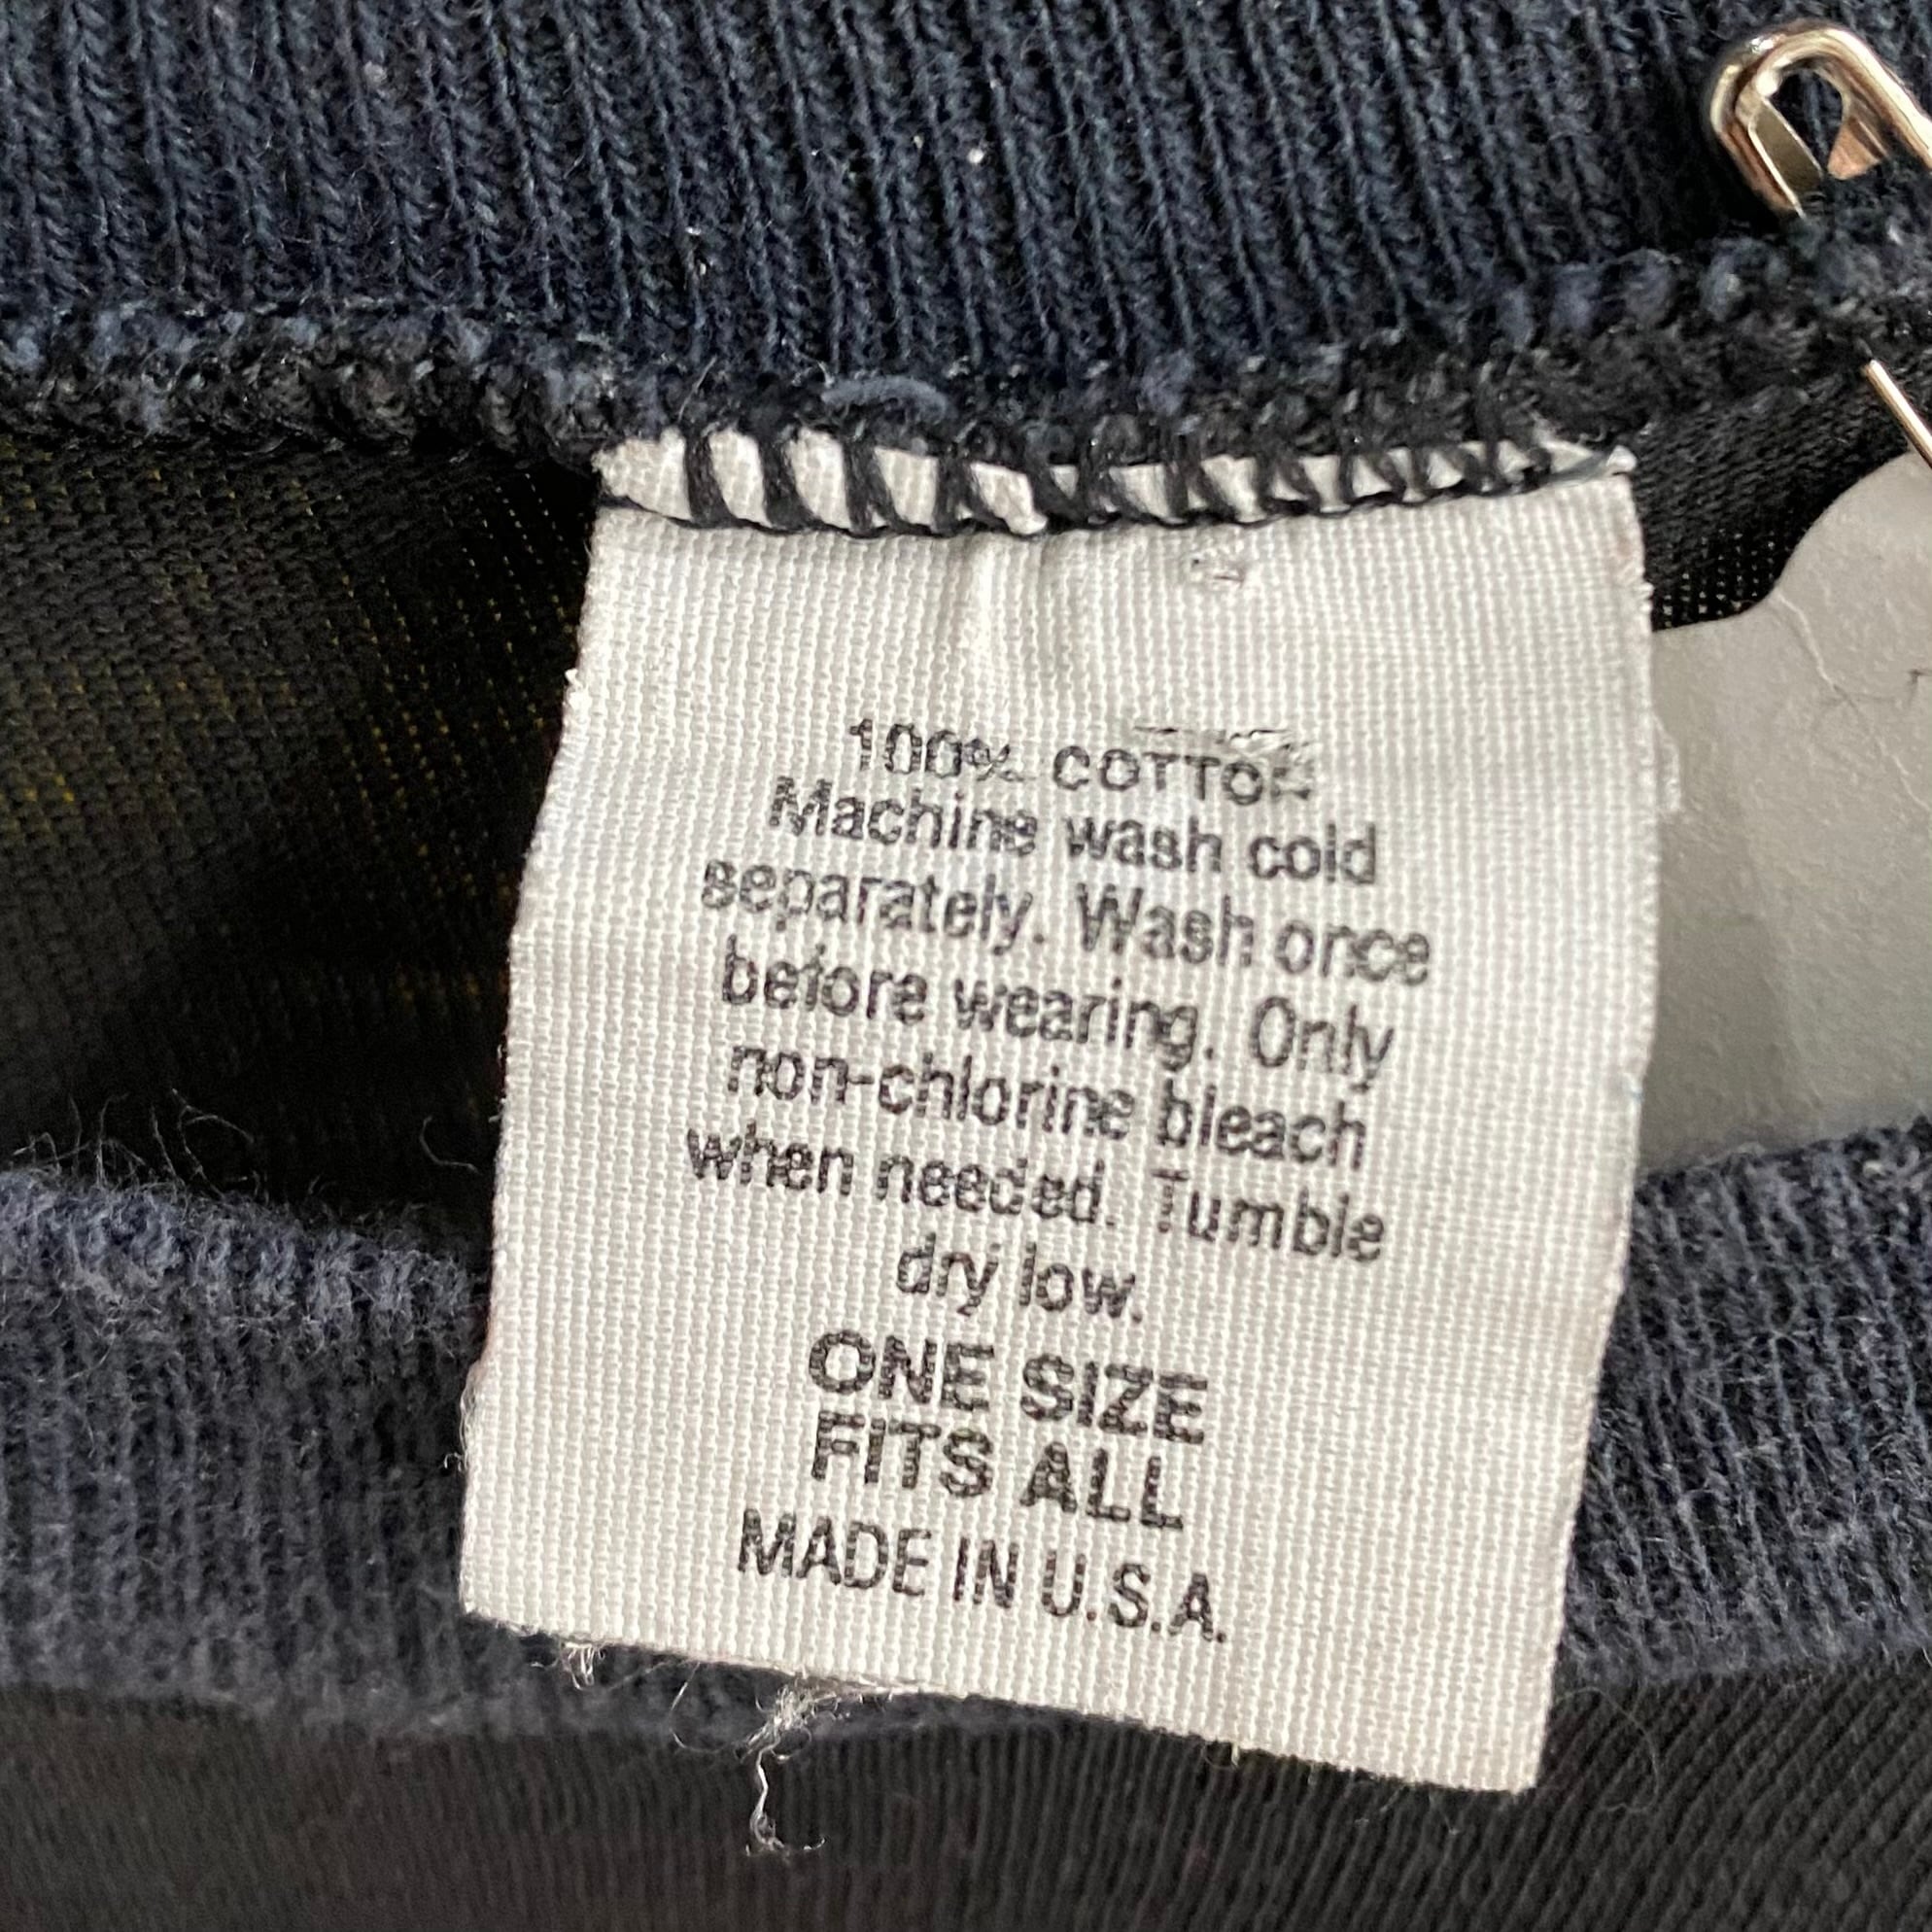 100% COTTON
Machine wash cold
separately. Wash once
before wearing. Only
non-chlorine bleach
when needed. Tumble
dry low.
ONE SIZE
FITS ALL
MADE IN U.S.A.